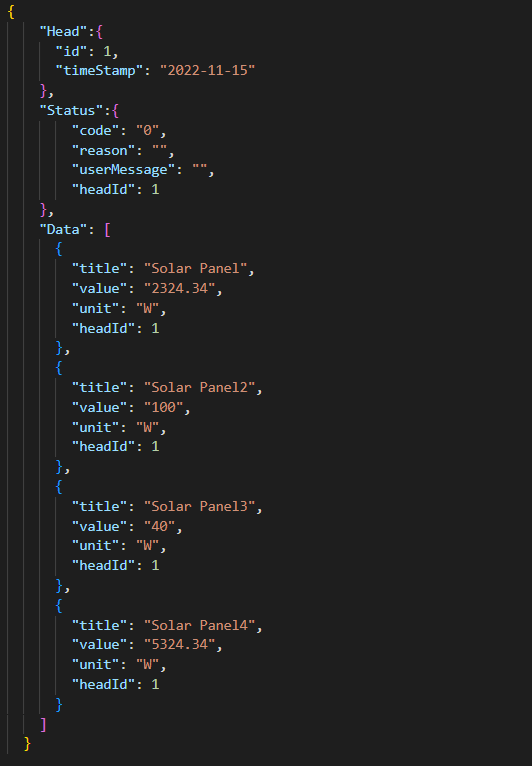 {
"Head":{
"id": 1,
"timeStamp": "2022-11-15"
},
"Status":{
"code": "0",
"reason": "",
"userMessage": "",
"headId": 1
},
"Data": [
{
"title": "Solar Panel",
"value": "2324.34",
"unit": "W",
"headId": 1
},
{
"title": "Solar Panel2",
"value": "100",
"unit": "W",
"headId": 1
},
{
"title": "Solar Panel3",
"value": "40",
"unit": "W",
"headId": 1
},
{
"title": "Solar Panel4",
"value": "5324.34",
"unit": "W",
"headId": 1
}
]
}